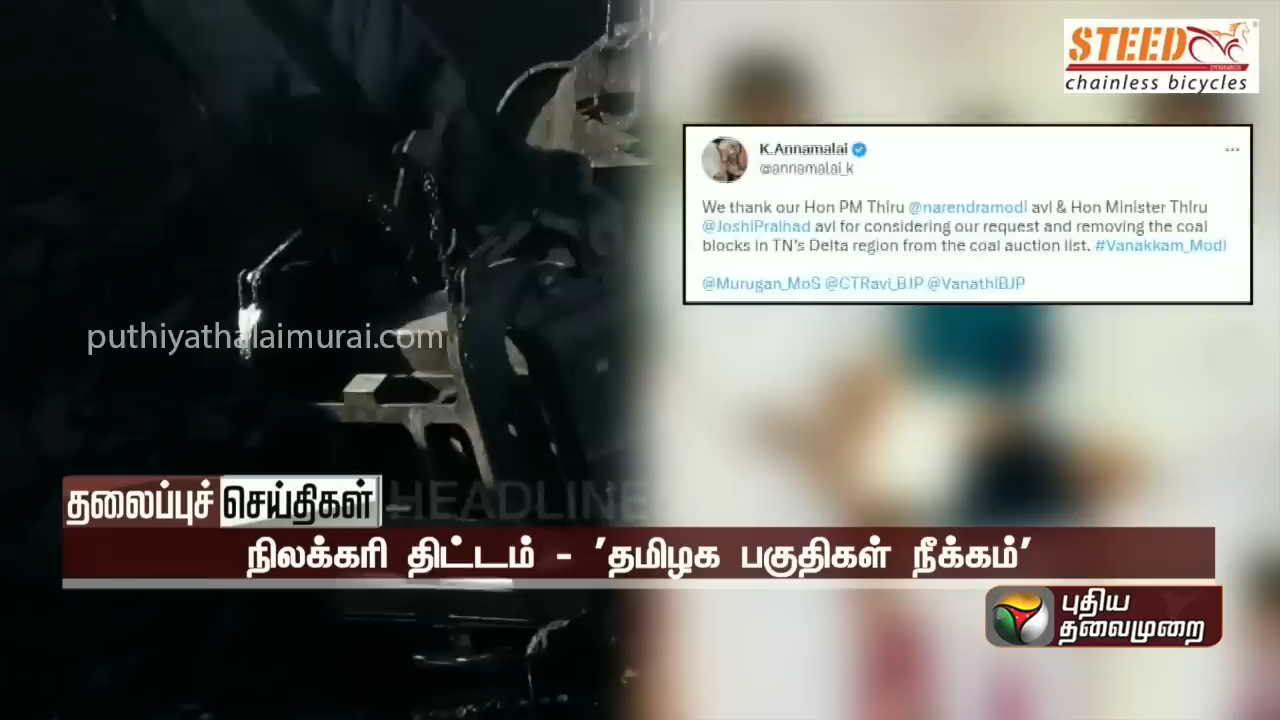 STEED
DYNAMOS
chainless bicycles
K.Annamalai
@annamalai_k
We thank our Hon PM Thiru @narendramodi avl & Hon Minister Thiru
@JoshiPralhad avl for considering our request and removing the coal
blocks in TN's Delta region from the coal auction list. #Vanakkam_Modi
@Murugan_MoS @CTRavi_BJP @VanathiBJP
puthiyathalaimurai.com
தலைப்புச் செய்திகள்
HEADLINE
நிலக்கரி திட்டம் - 'தமிழக பகுதிகள் நீக்கம்'
புதிய
தலைமுறை